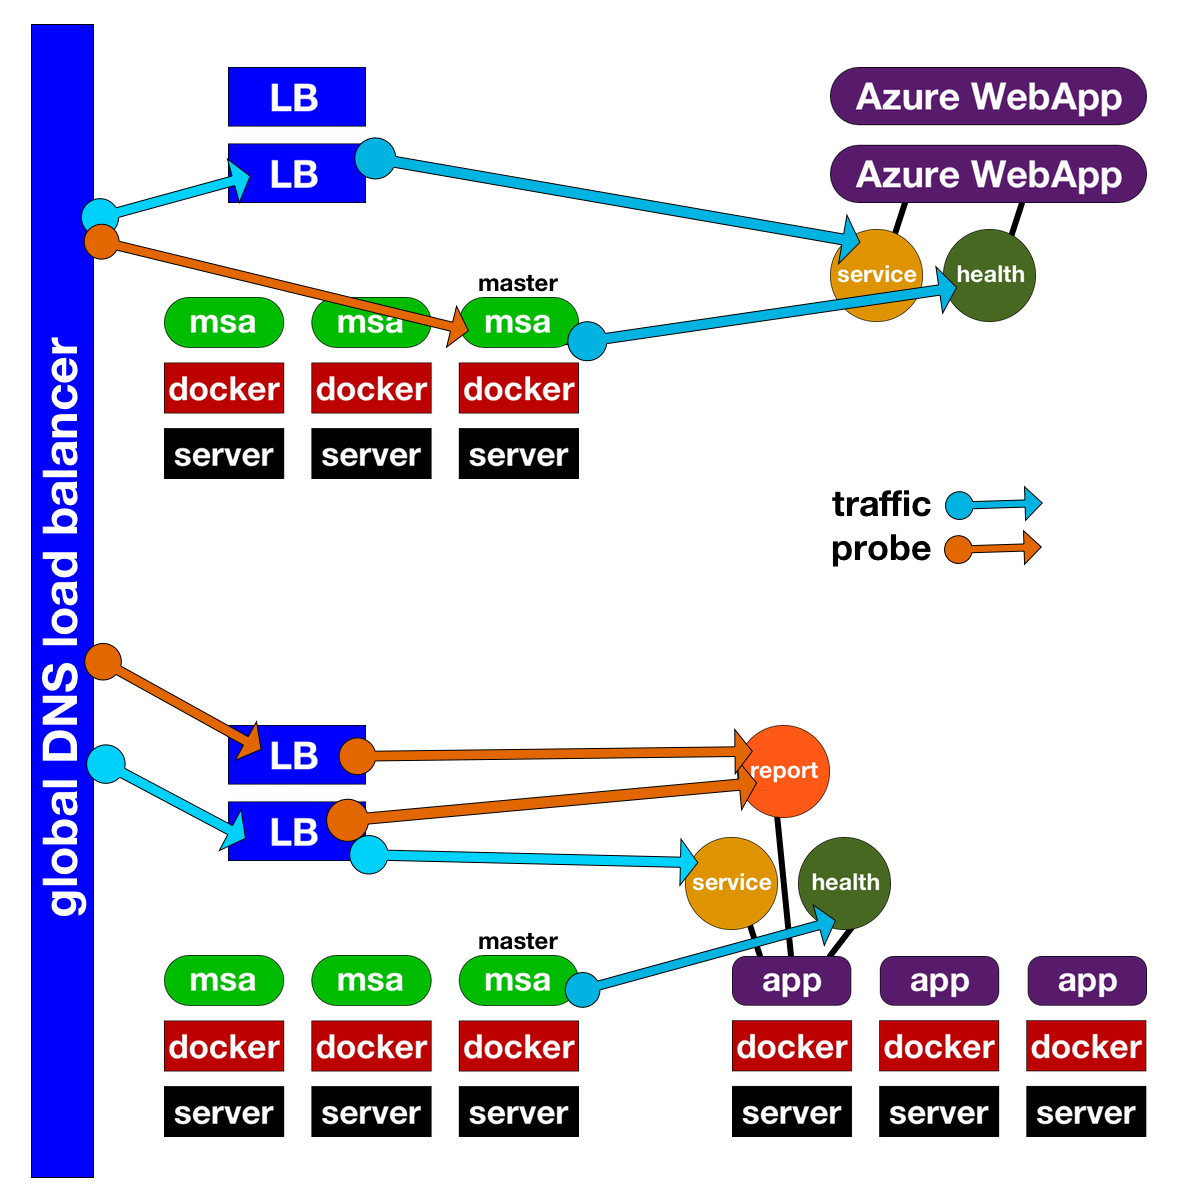 global DNS load balancer
LB
Azure WebApp
LB
Azure WebApp
service
health
master
msa
msa
msa
docker
docker
docker
server
server
server
traffic
probe
LB
report
LB
service
health
master
msa
msa
msa
app
app
app
docker
docker
docker
docker
docker
docker
server
server
server
server
server
server